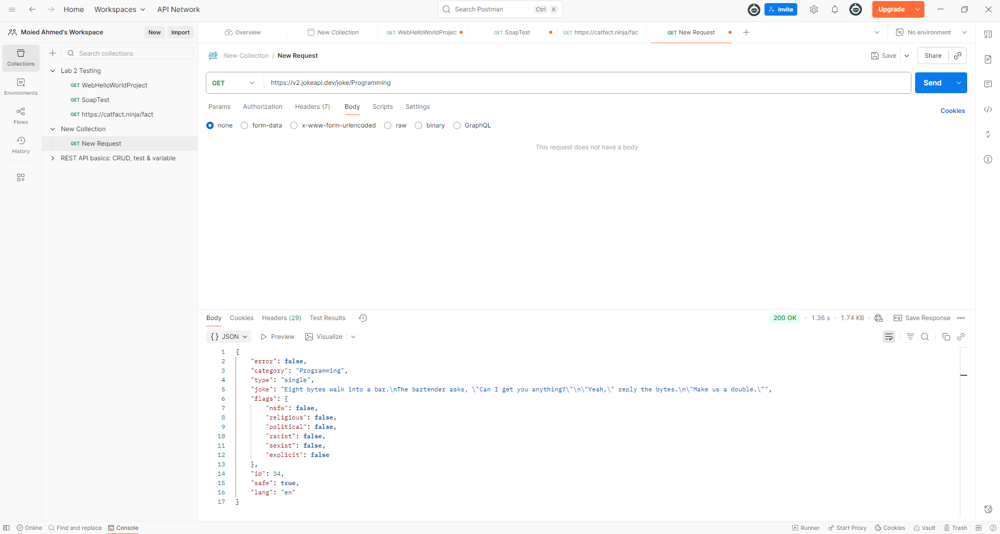 Home Workspaces API Network Search Postman Ctrl K Invite Upgrade
Moied Ahmed's Workspace New Import Overview New Collection GET WebHelloWorldProjec GET SoapTest GET https://catfact.ninja/fac GET New Request No environment
Collections
Environments
Flows
History
Search collections
Lab 2 Testing
GET WebHelloWorldProject
GET SoapTest
GET https://catfact.ninja/fact
New Collection
GET New Request
REST API basics: CRUD, test & variable
HTTP New Collection / New Request Save Share
GET https://v2.jokeapi.dev/joke/Programming Send
Params Authorization Headers (7) Body Scripts Settings Cookies
none form-data x-www-form-urlencoded raw binary GraphQL
This request does not have a body
Body Cookies Headers (29) Test Results 200 OK 1.36 s 1.74 KB e.g. Save Response
{} JSON Preview Visualize
1 {
2 "error": false,
3 "category": "Programming",
4 "type": "single",
5 "joke": "Eight bytes walk into a bar.\nThe bartender asks, \"Can I get you anything?\"\n\"Yeah,\" reply the bytes.\n\"Make us a double.\"",
6 "flags": {
7 "nsfw": false,
8 "religious": false,
9 "political": false,
10 "racist": false,
11 "sexist": false,
12 "explicit": false
13 },
14 "id": 34,
15 "safe": true,
16 "lang": "en"
17 }
Online Find and replace Console Runner Start Proxy Cookies Vault Trash